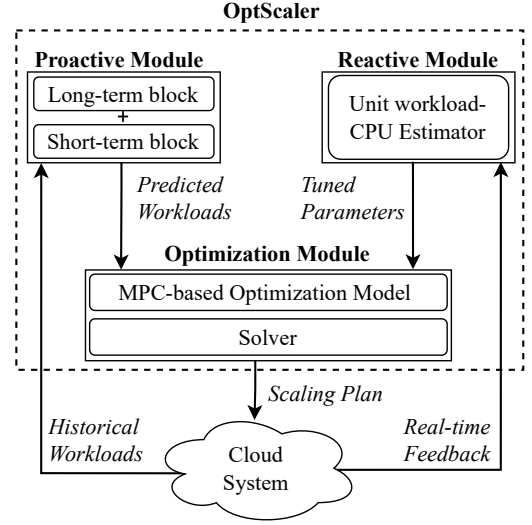 OptScaler
Proactive Module
Reactive Module
Long-term block
+
Short-term block
Unit workload-
CPU Estimator
Predicted
Workloads
Tuned
Parameters
Optimization Module
MPC-based Optimization Model
Solver
Scaling Plan
Historical
Workloads
Cloud
System
Real-time
Feedback